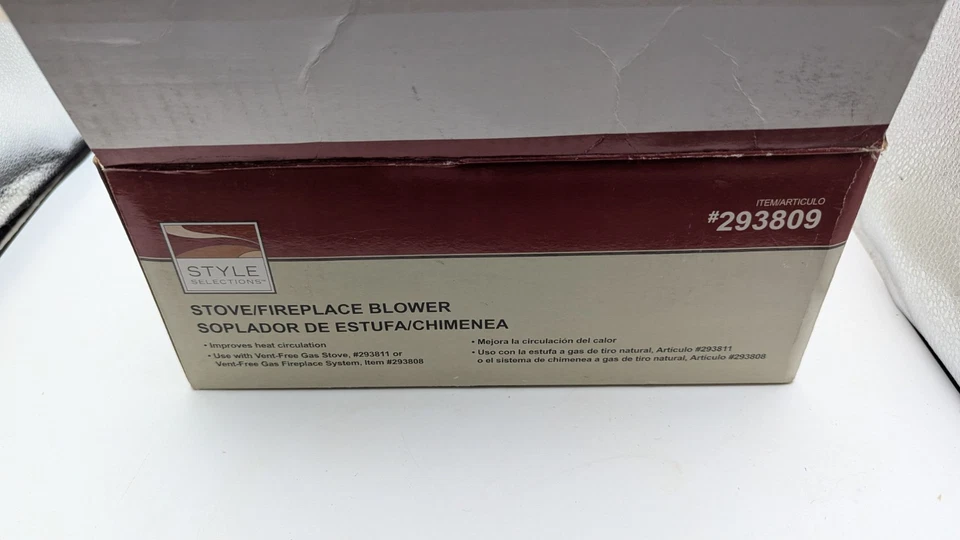 ITEM/ARTICULO
#293809
STYLE
SELECTIONS™
STOVE/FIREPLACE BLOWER
SOPLADOR DE ESTUFA/CHIMENEA
• Improves heat circulation
• Use with Vent-Free Gas Stove, #293811 or
Vent-Free Gas Fireplace System, Item #293808
• Mejora la circulación del calor
• Uso con la estufa a gas de tiro natural, Artículo #293811
o el sistema de chimenea a gas de tiro natural, Artículo #293808